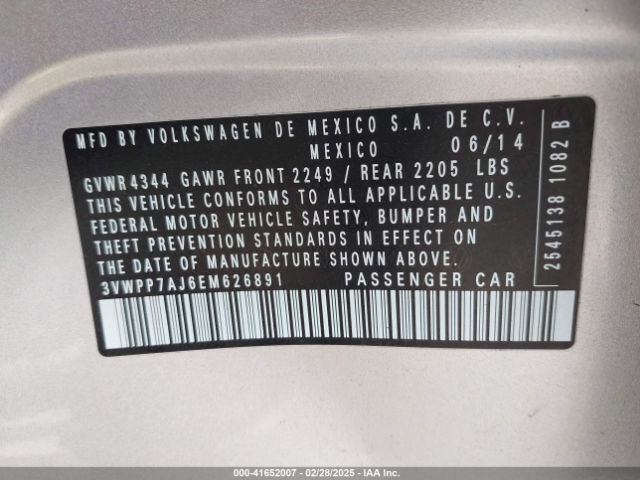 MFD BY VOLKSWAGEN DE MEXICO S.A. DE C.V.
MEXICO 06/14
GVWR 4344 GAWR FRONT 2249 / REAR 2205 LBS
THIS VEHICLE CONFORMS TO ALL APPLICABLE U.S.
FEDERAL MOTOR VEHICLE SAFETY, BUMPER AND
THEFT PREVENTION STANDARDS IN EFFECT ON
THE DATE OF MANUFACTURE SHOWN ABOVE.
3VWPP7AJ6EM626891 PASSENGER CAR
2545138 1082 B
000-41652007 | 02/28/2025 | IAA Inc.